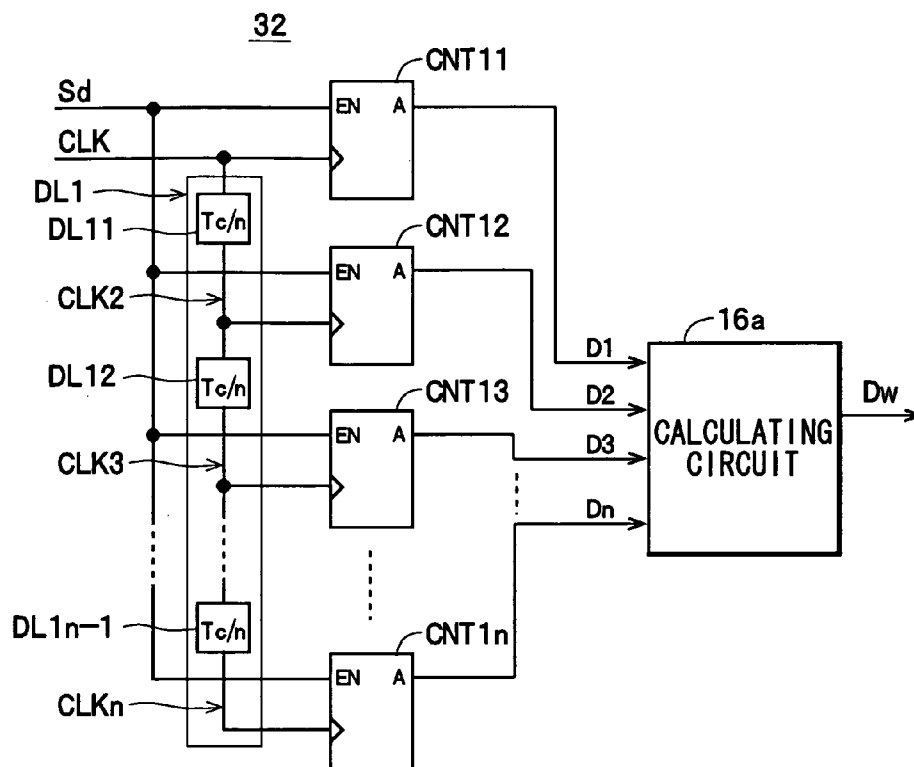 32
CNT11
Sd
EN A
CLK
DL1
DL11
Tc/n
CNT12
EN A
CLK2
16a
D1
DL12
Tc/n
D2
CNT13
Dw
EN A
D3
CALCULATING
CIRCUIT
CLK3
Dn
DL1n-1
Tc/n
CNT1n
EN A
CLKn